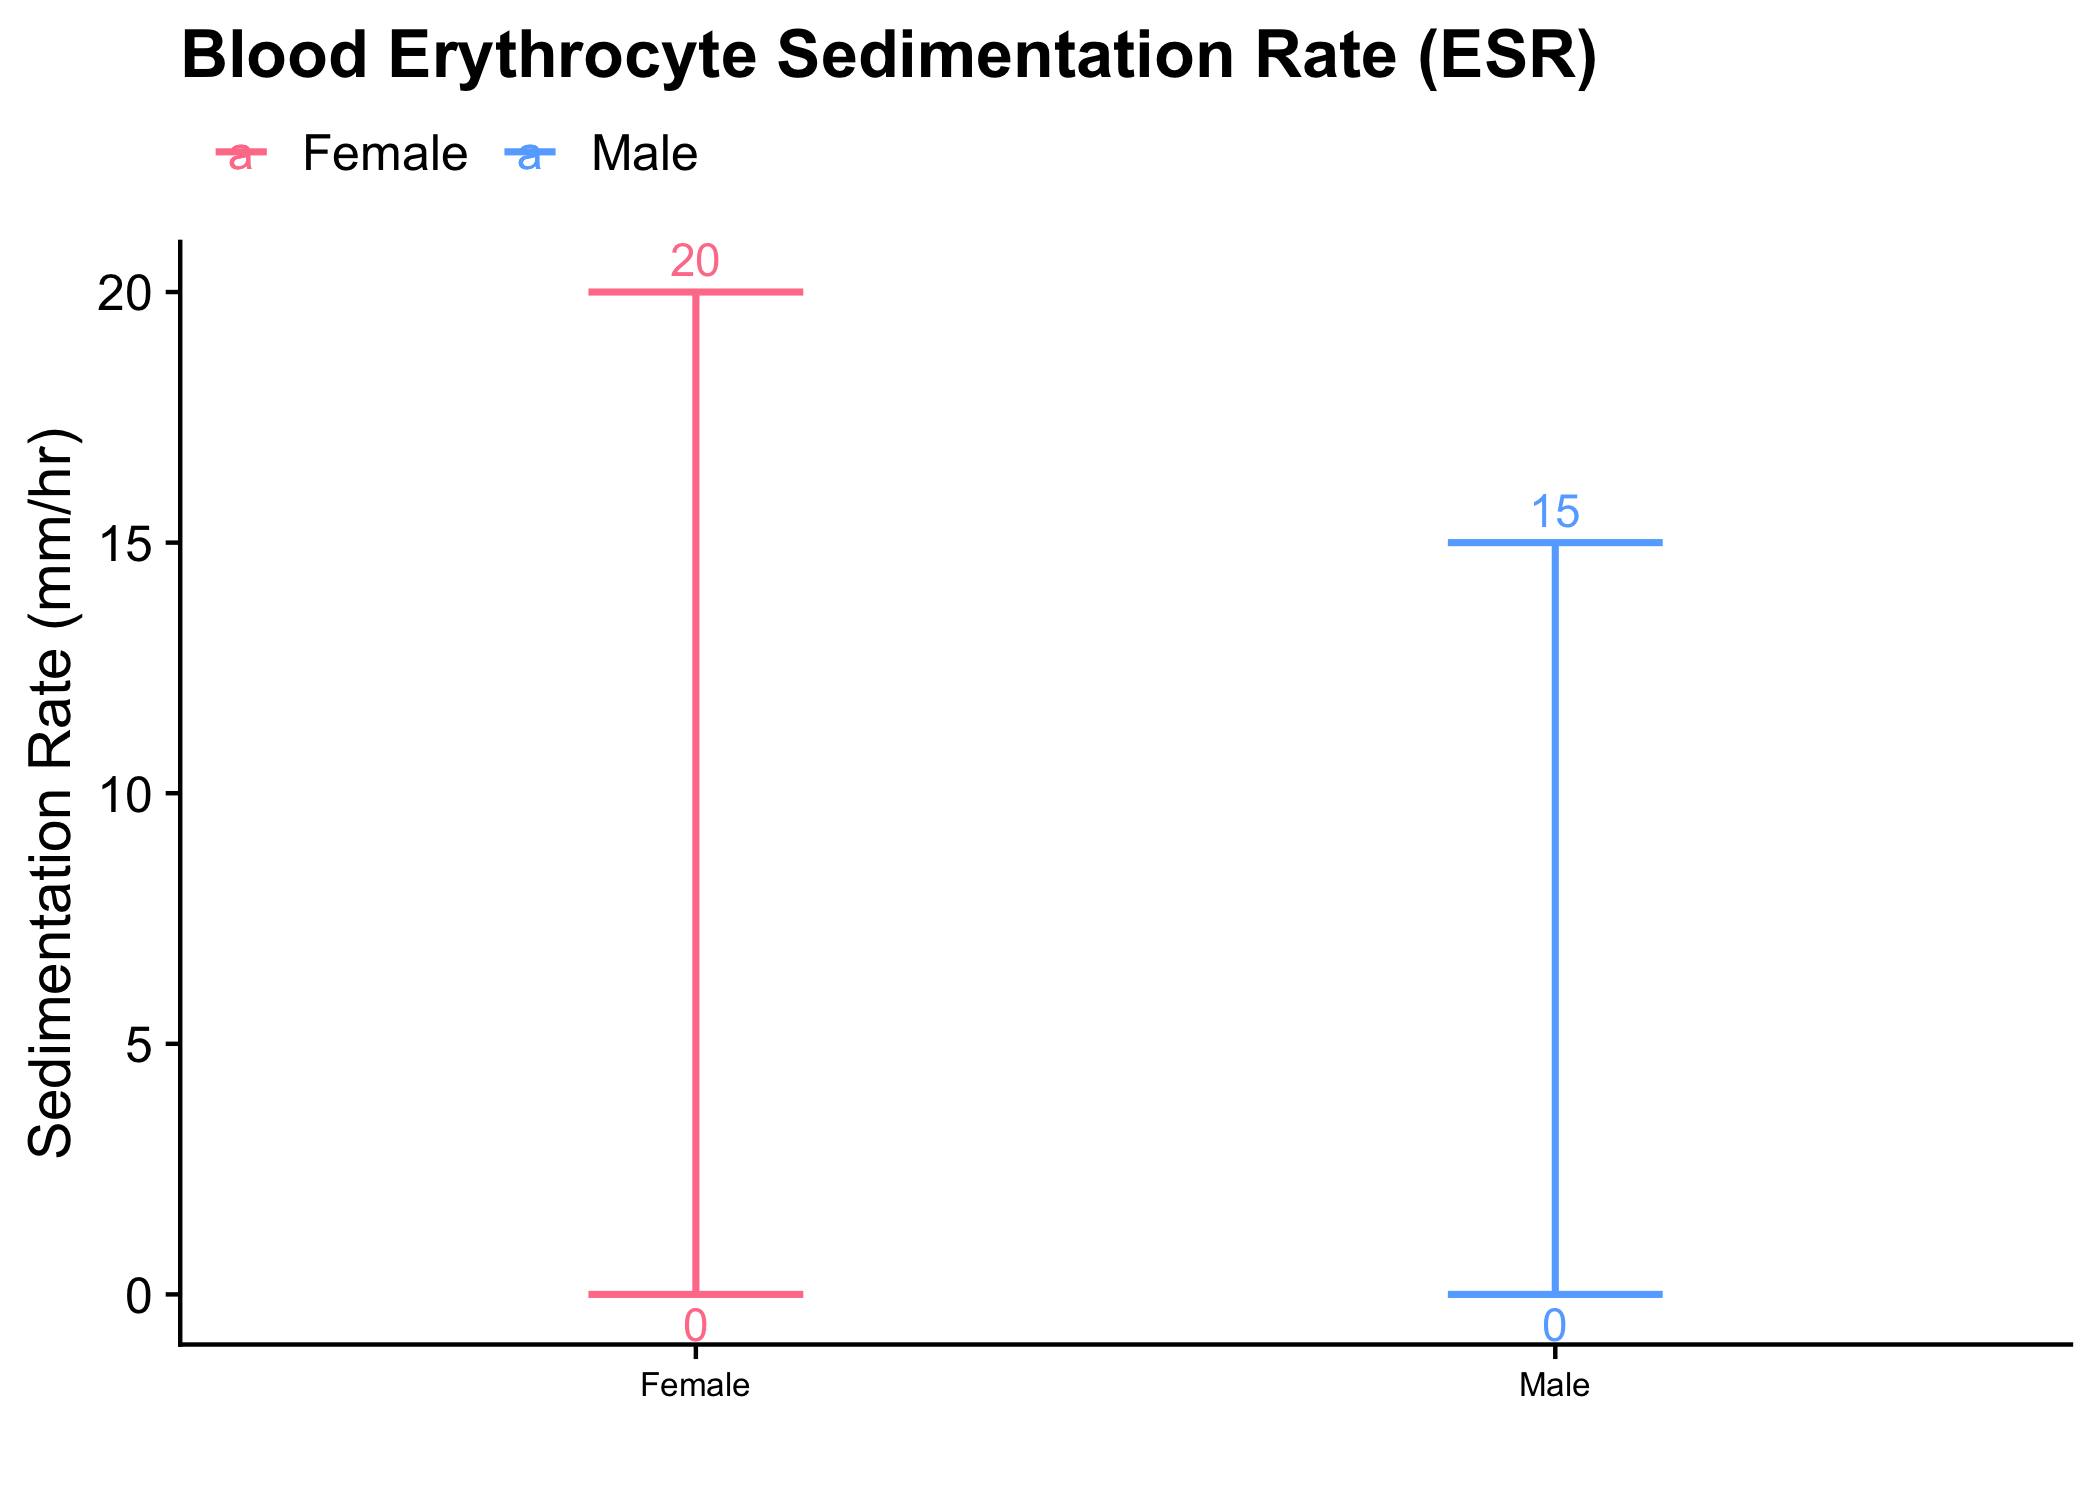 Blood Erythrocyte Sedimentation Rate (ESR)
a Female a Male
Sedimentation Rate (mm/hr)
20
15
10
5
0
20
15
0
0
Female Male